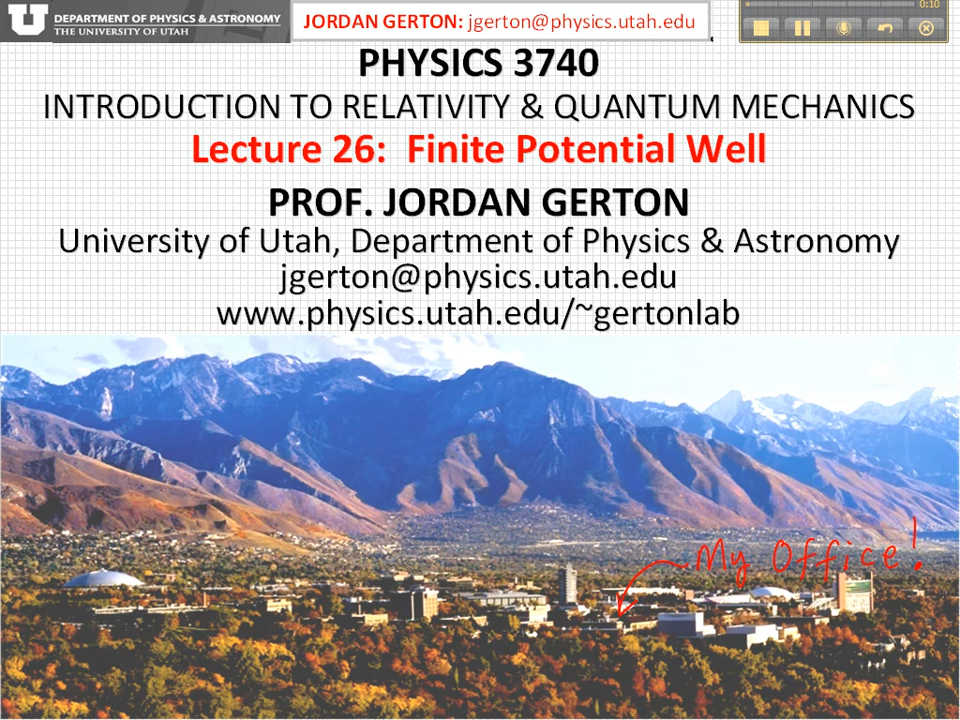 U
DEPARTMENT OF PHYSICS & ASTRONOMY
THE UNIVERSITY OF UTAH
JORDAN GERTON: jgerton@physics.utah.edu
0:10
PHYSICS 3740
INTRODUCTION TO RELATIVITY & QUANTUM MECHANICS
Lecture 26: Finite Potential Well
PROF. JORDAN GERTON
University of Utah, Department of Physics & Astronomy
jgerton@physics.utah.edu
www.physics.utah.edu/~gertonlab
My Office!